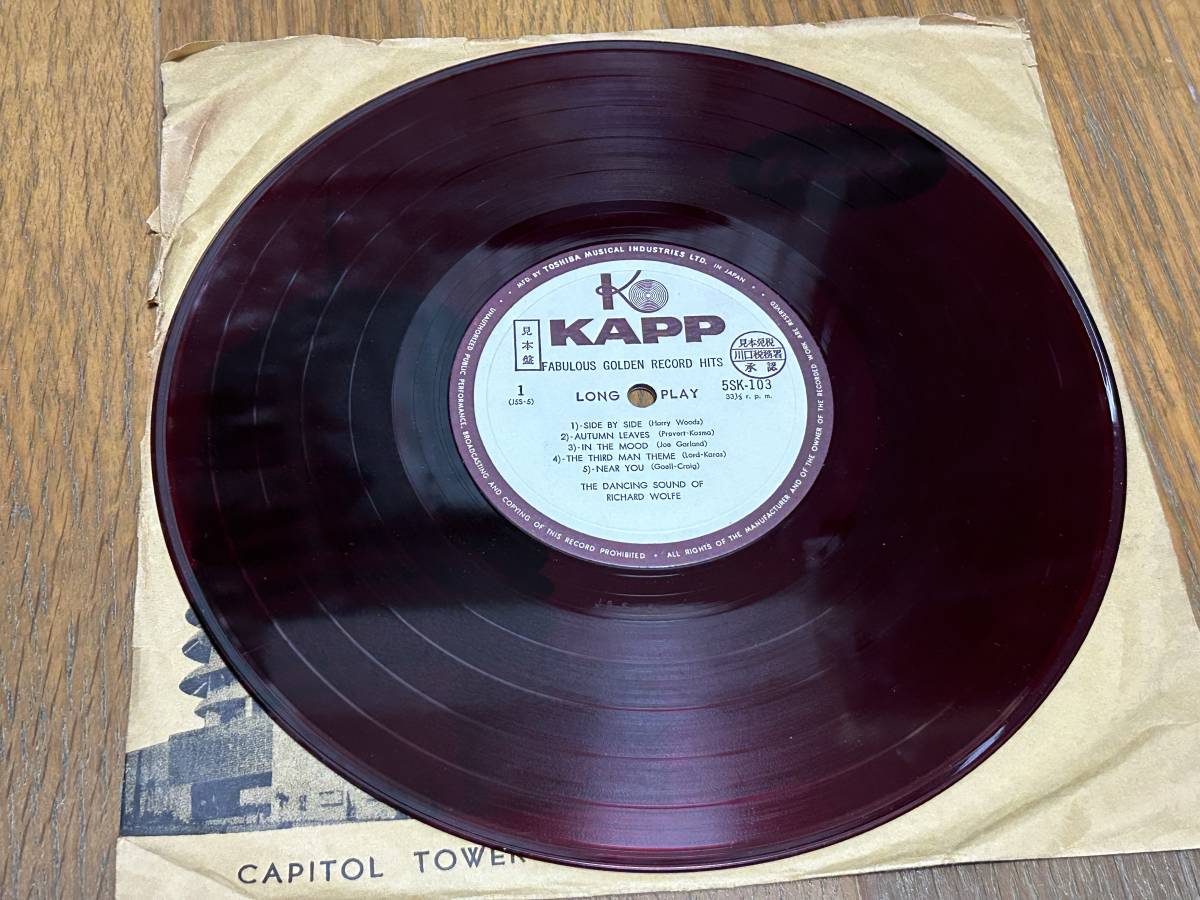 MFD. BY TOSHIBA MUSICAL INDUSTRIES LTD. IN JAPAN
K
KAPP
見本盤
見本免税
川口税務署
承認
FABULOUS GOLDEN RECORD HITS
1
(JSS-5)
LONG PLAY
5SK-103
33⅓ r. p. m.
1)-SIDE BY SIDE (Harry Woods)
2)-AUTUMN LEAVES (Prevert-Kosma)
3)-IN THE MOOD (Joe Garland)
4)-THE THIRD MAN THEME (Lord-Karas)
5)-NEAR YOU (Goell-Craig)
THE DANCING SOUND OF
RICHARD WOLFE
UNAUTHORIZED PUBLIC PERFORMANCE, BROADCASTING AND COPYING OF THIS RECORD PROHIBITED • ALL RIGHTS OF THE MANUFACTURER AND OF THE OWNER OF THE RECORDED WORK ARE RESERVED
CAPITOL TOWER